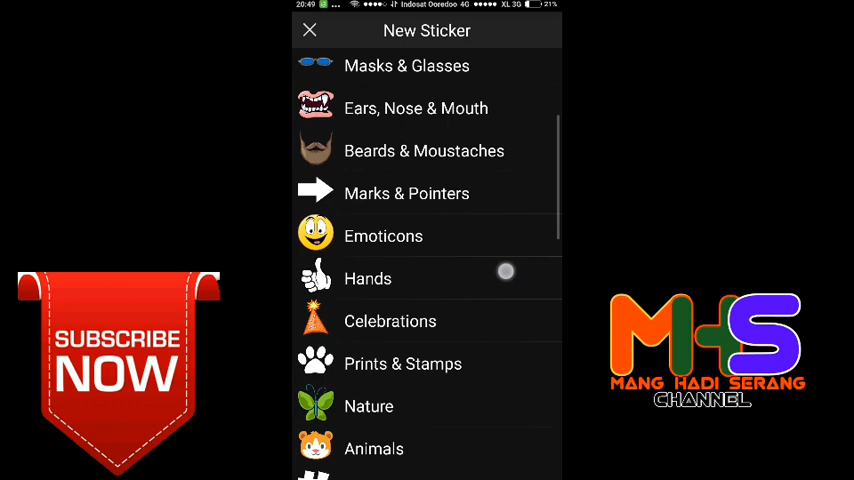 20:49 ... Indosat Ooredoo 4G XL 3G 21%
New Sticker
Masks & Glasses
Ears, Nose & Mouth
Beards & Moustaches
Marks & Pointers
Emoticons
Hands
Celebrations
Prints & Stamps
Nature
Animals
SUBSCRIBE
NOW
M+S
MANG HADI SERANG
CHANNEL